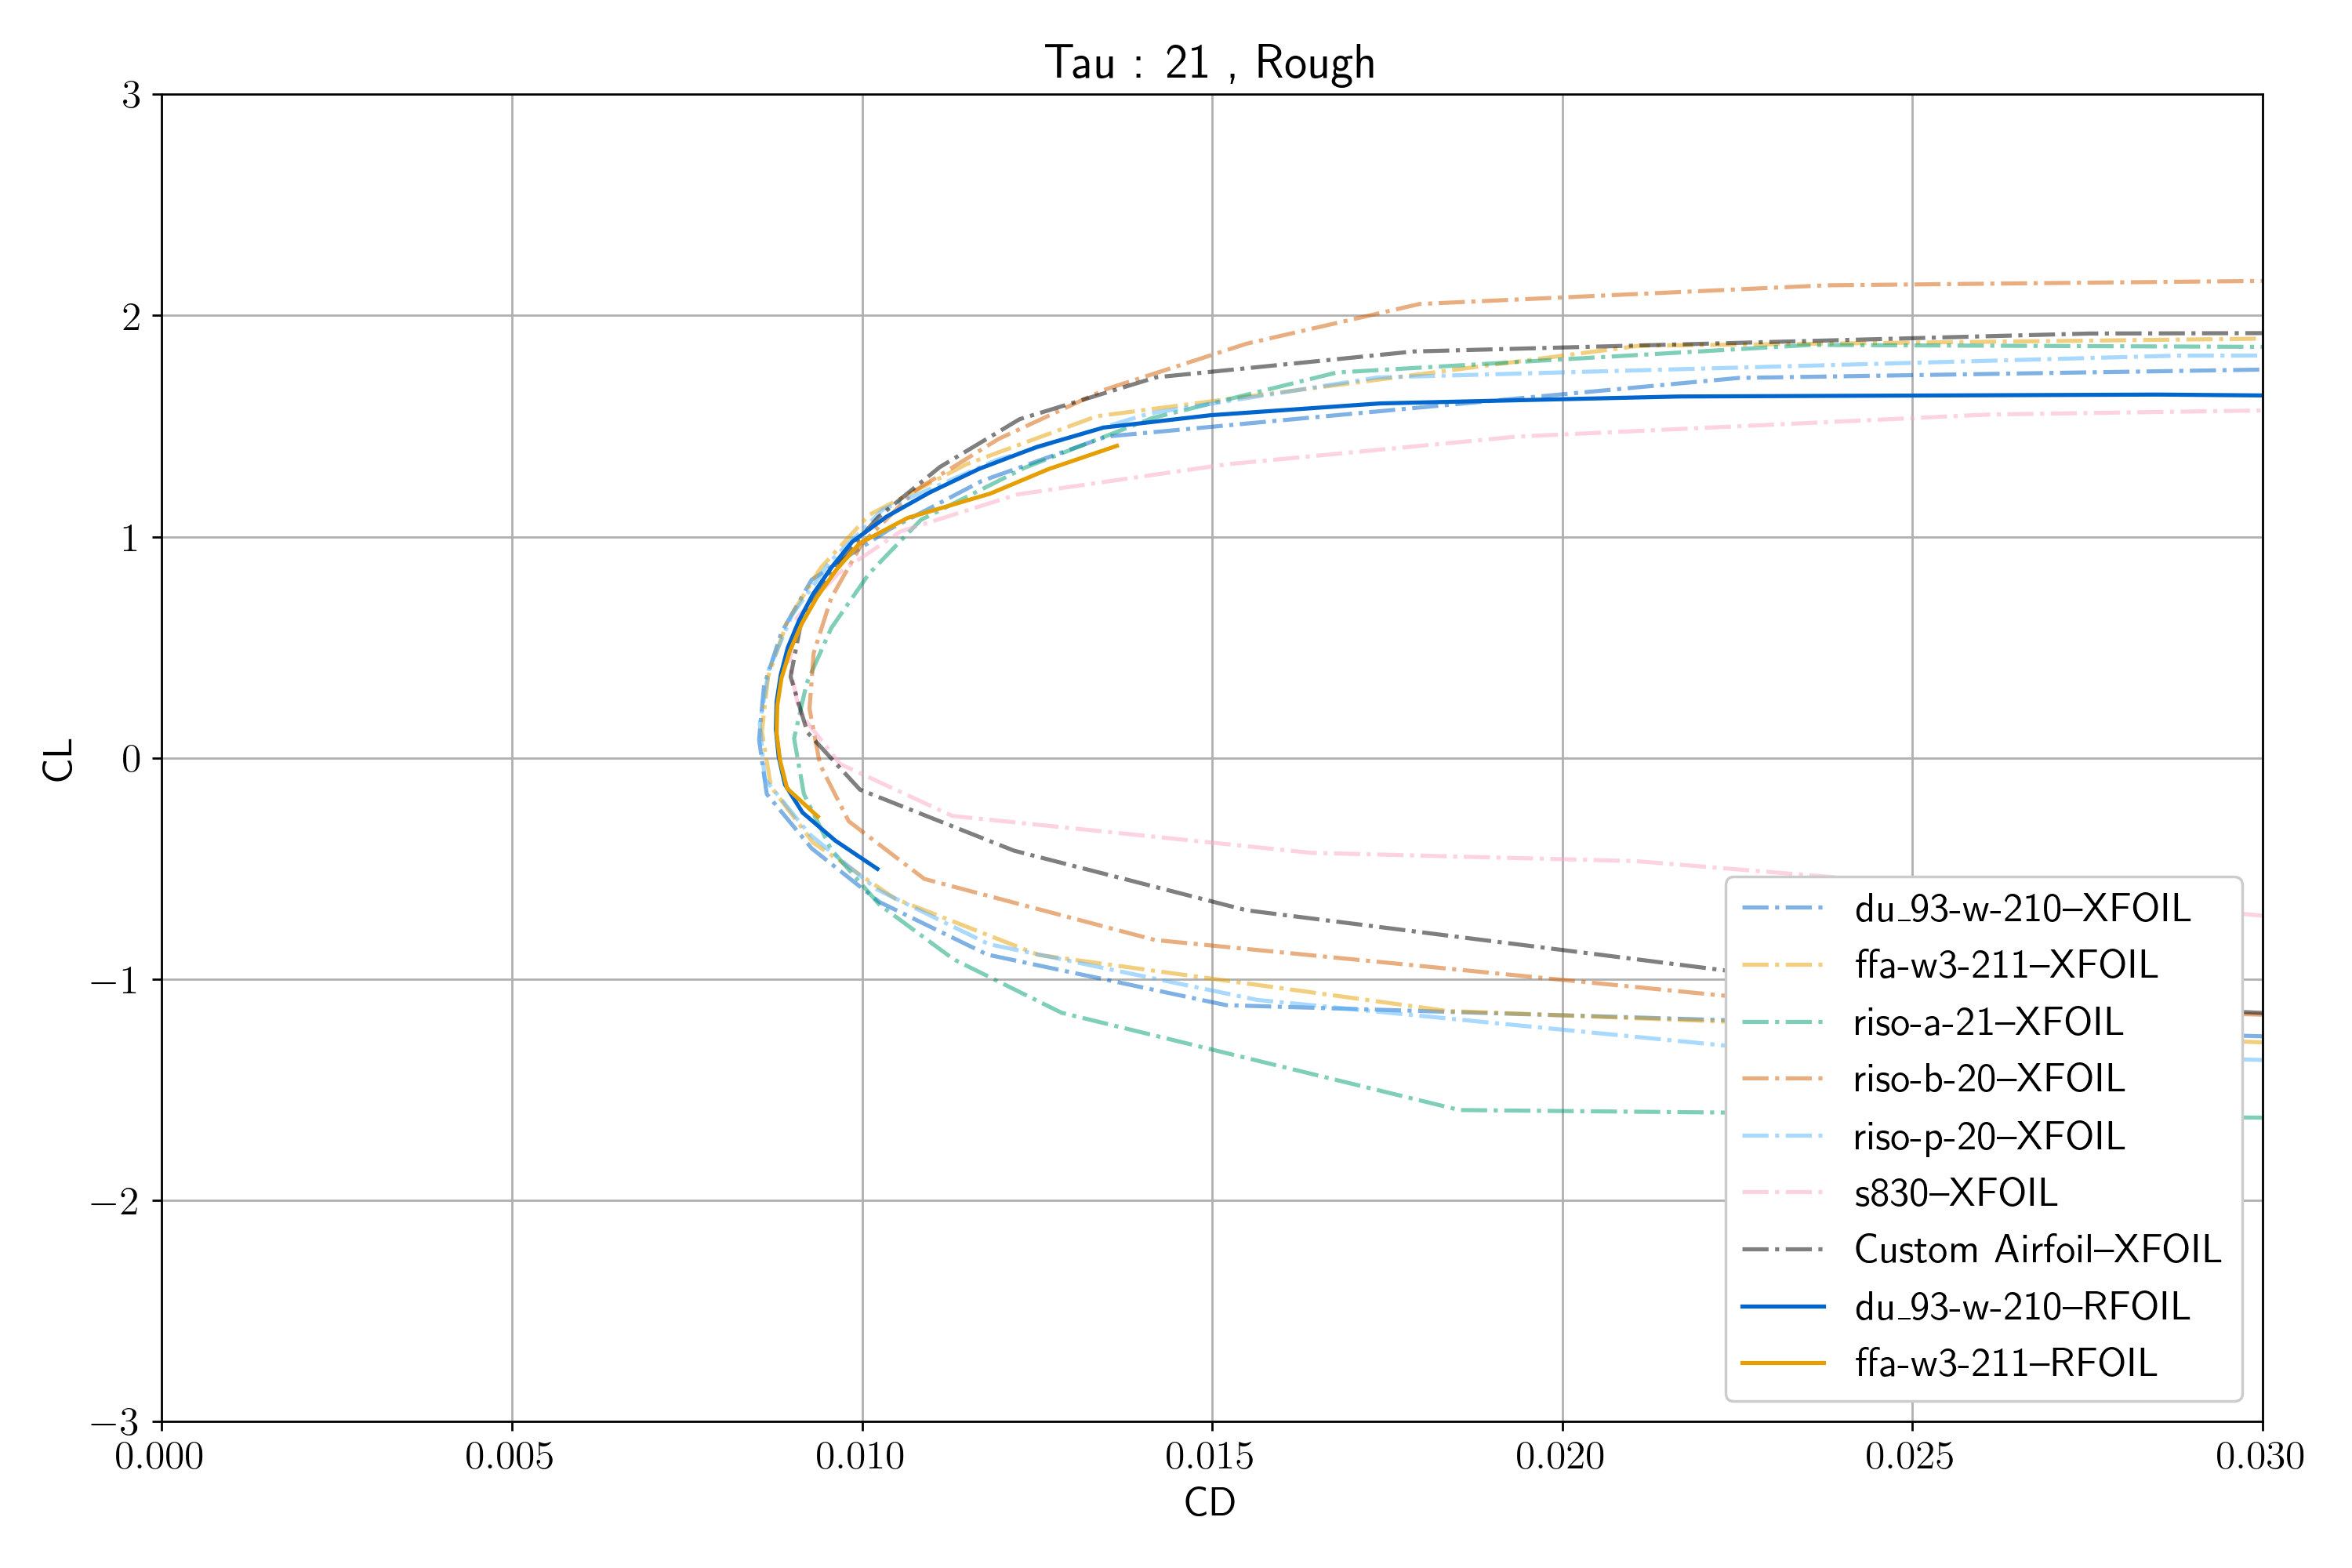 Tau : 21 , Rough
3
2
1
0
−1
−2
−3
CL
0.000 0.005 0.010 0.015 0.020 0.025 0.030
CD
du_93-w-210–XFOIL
ffa-w3-211–XFOIL
riso-a-21–XFOIL
riso-b-20–XFOIL
riso-p-20–XFOIL
s830–XFOIL
Custom Airfoil–XFOIL
du_93-w-210–RFOIL
ffa-w3-211–RFOIL